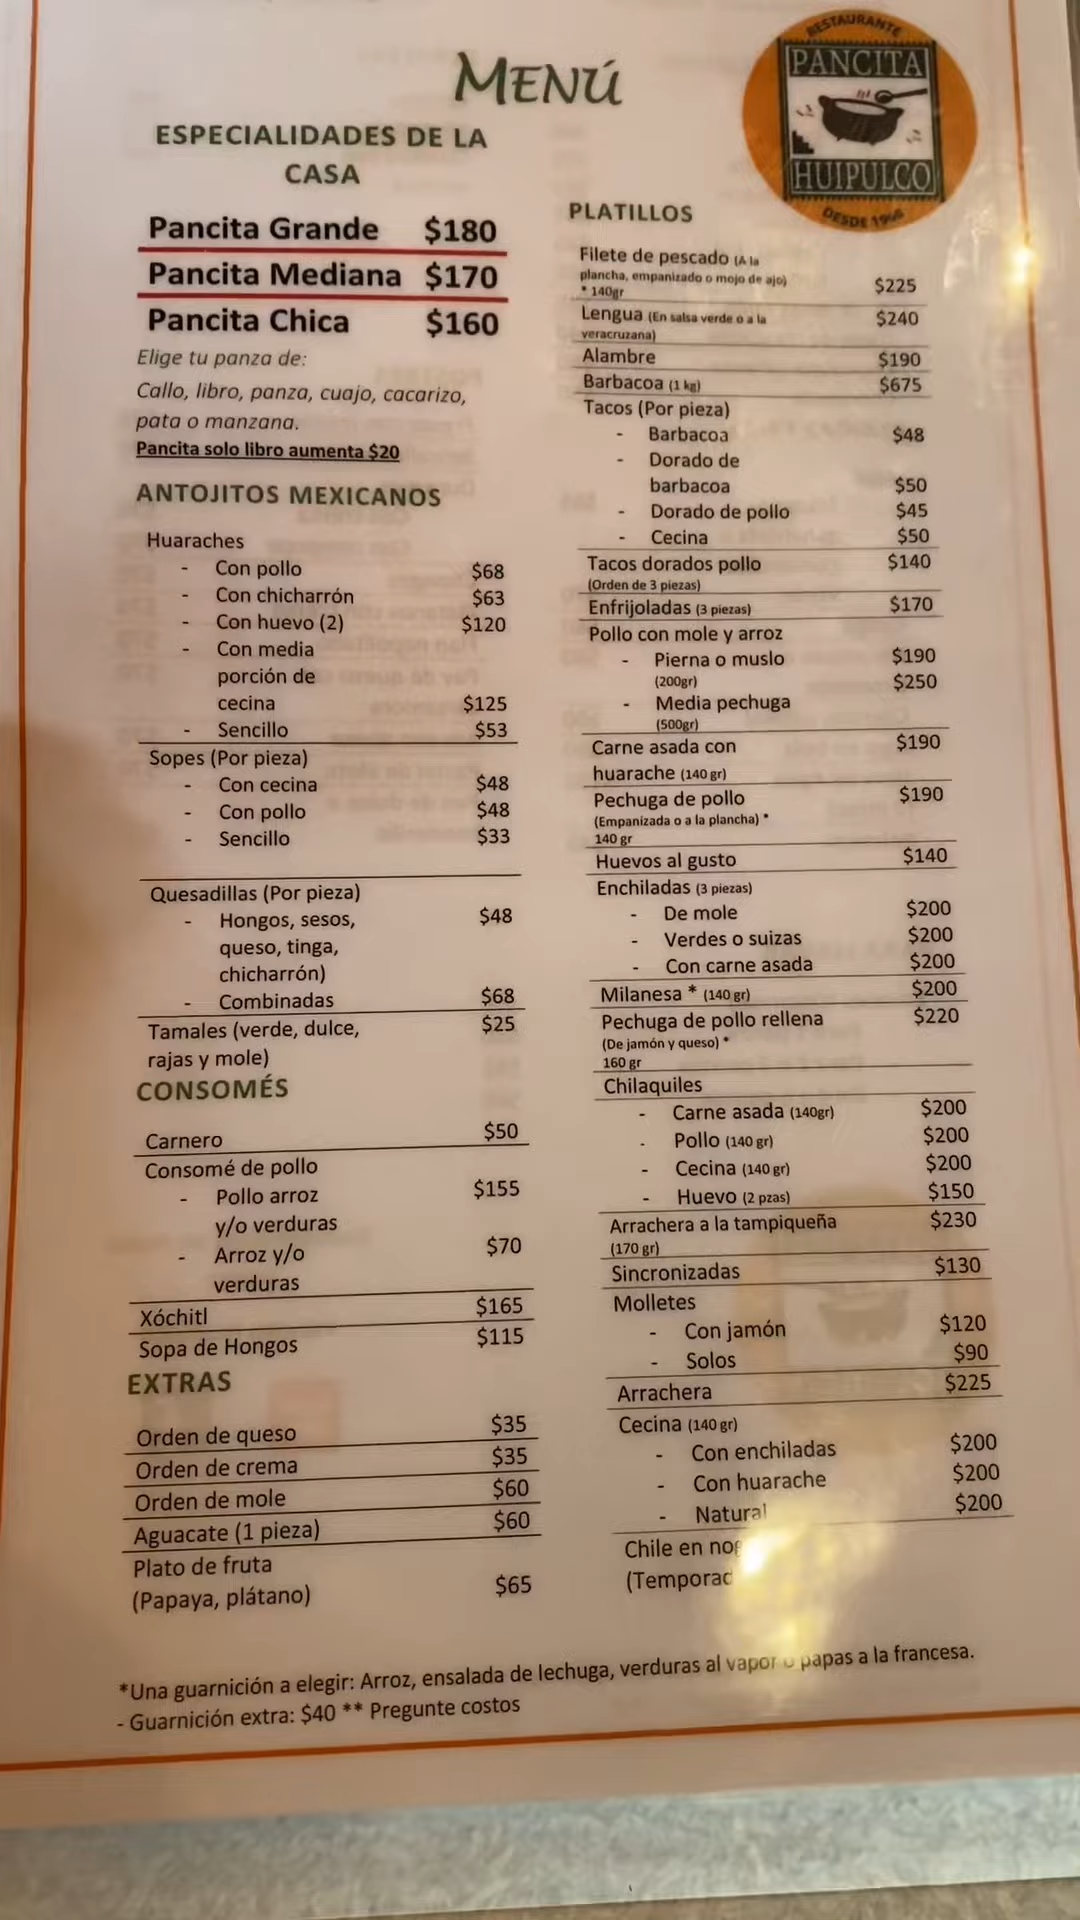 MENÚ
RESTAURANTE
PANCITA
HUIPULCO
DESDE 1966
ESPECIALIDADES DE LA
CASA
Pancita Grande $180
Pancita Mediana $170
Pancita Chica $160
Elige tu panza de:
Callo, libro, panza, cuajo, cacarizo,
pata o manzana.
Pancita solo libro aumenta $20
ANTOJITOS MEXICANOS
Huaraches
- Con pollo $68
- Con chicharrón $63
- Con huevo (2) $120
- Con media
porción de
cecina $125
- Sencillo $53
Sopes (Por pieza)
- Con cecina $48
- Con pollo $48
- Sencillo $33
Quesadillas (Por pieza)
- Hongos, sesos, $48
queso, tinga,
chicharrón)
- Combinadas $68
Tamales (verde, dulce, $25
rajas y mole)
CONSOMÉS
Carnero $50
Consomé de pollo
- Pollo arroz $155
y/o verduras
- Arroz y/o $70
verduras
Xóchitl $165
Sopa de Hongos $115
EXTRAS
Orden de queso $35
Orden de crema $35
Orden de mole $60
Aguacate (1 pieza) $60
Plato de fruta
(Papaya, plátano) $65
PLATILLOS
Filete de pescado (A la
plancha, empanizado o mojo de ajo) $225
* 140gr
Lengua (En salsa verde o a la $240
veracruzana)
Alambre $190
Barbacoa (1 kg) $675
Tacos (Por pieza)
- Barbacoa $48
- Dorado de
barbacoa $50
- Dorado de pollo $45
- Cecina $50
Tacos dorados pollo $140
(Orden de 3 piezas)
Enfrijoladas (3 piezas) $170
Pollo con mole y arroz
- Pierna o muslo $190
(200gr) $250
- Media pechuga
(500gr)
Carne asada con $190
huarache (140 gr)
Pechuga de pollo $190
(Empanizada o a la plancha) *
140 gr
Huevos al gusto $140
Enchiladas (3 piezas)
- De mole $200
- Verdes o suizas $200
- Con carne asada $200
Milanesa * (140 gr) $200
Pechuga de pollo rellena $220
(De jamón y queso) *
160 gr
Chilaquiles
- Carne asada (140gr) $200
- Pollo (140 gr) $200
- Cecina (140 gr) $200
- Huevo (2 pzas) $150
Arrachera a la tampiqueña $230
(170 gr)
Sincronizadas $130
Molletes
- Con jamón $120
- Solos $90
Arrachera $225
Cecina (140 gr)
- Con enchiladas $200
- Con huarache $200
- Natural $200
Chile en
*Una guarnición a elegir: Arroz, ensalada de lechuga, verduras al vapor o papas a la francesa.
- Guarnición extra: $40 ** Pregunte costos